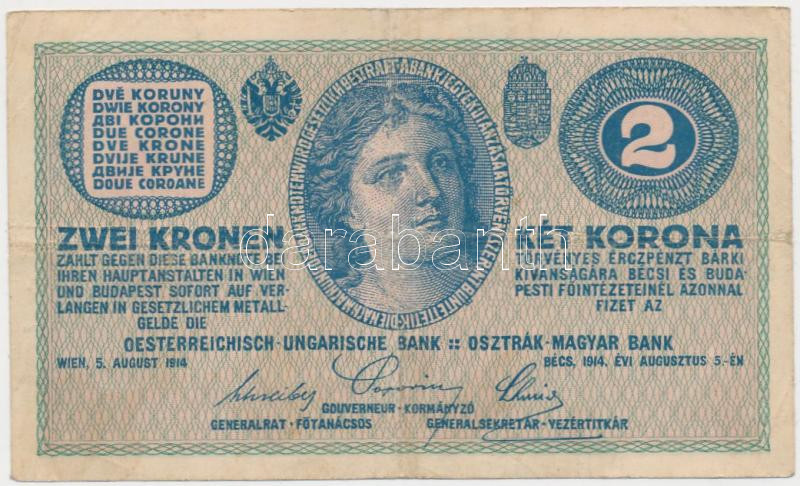 DVĚ KORUNY
DWIE KORONY
ДВІ КОРОНИ
DUE CORONE
DVE KRONE
DVIJE KRUNE
ДВИЈЕ КРУНЕ
DOUE COROANE
2
ZWEI KRONEN
ZAHLT GEGEN DIESE BANKNOTE BEI
IHREN HAUPTANSTALTEN IN WIEN
UND BUDAPEST SOFORT AUF VER-
LANGEN IN GESETZLICHEM METALL-
GELDE DIE
KÉT KORONA
TÖRVÉNYES ÉRCZPÉNZT BÁRKI
KIVÁNSÁGÁRA BÉCSI ÉS BUDA-
PESTI FŐINTÉZETEINÉL AZONNAL
FIZET AZ
OESTERREICHISCH-UNGARISCHE BANK :: OSZTRÁK-MAGYAR BANK
WIEN, 5. AUGUST 1914
BÉCS, 1914. ÉVI AUGUSZTUS 5.-ÉN
GOUVERNEUR-KORMÁNYZÓ
GENERALRAT-FŐTANÁCSOS
GENERALSEKRETÄR-VEZÉRTITKÁR
darabanth